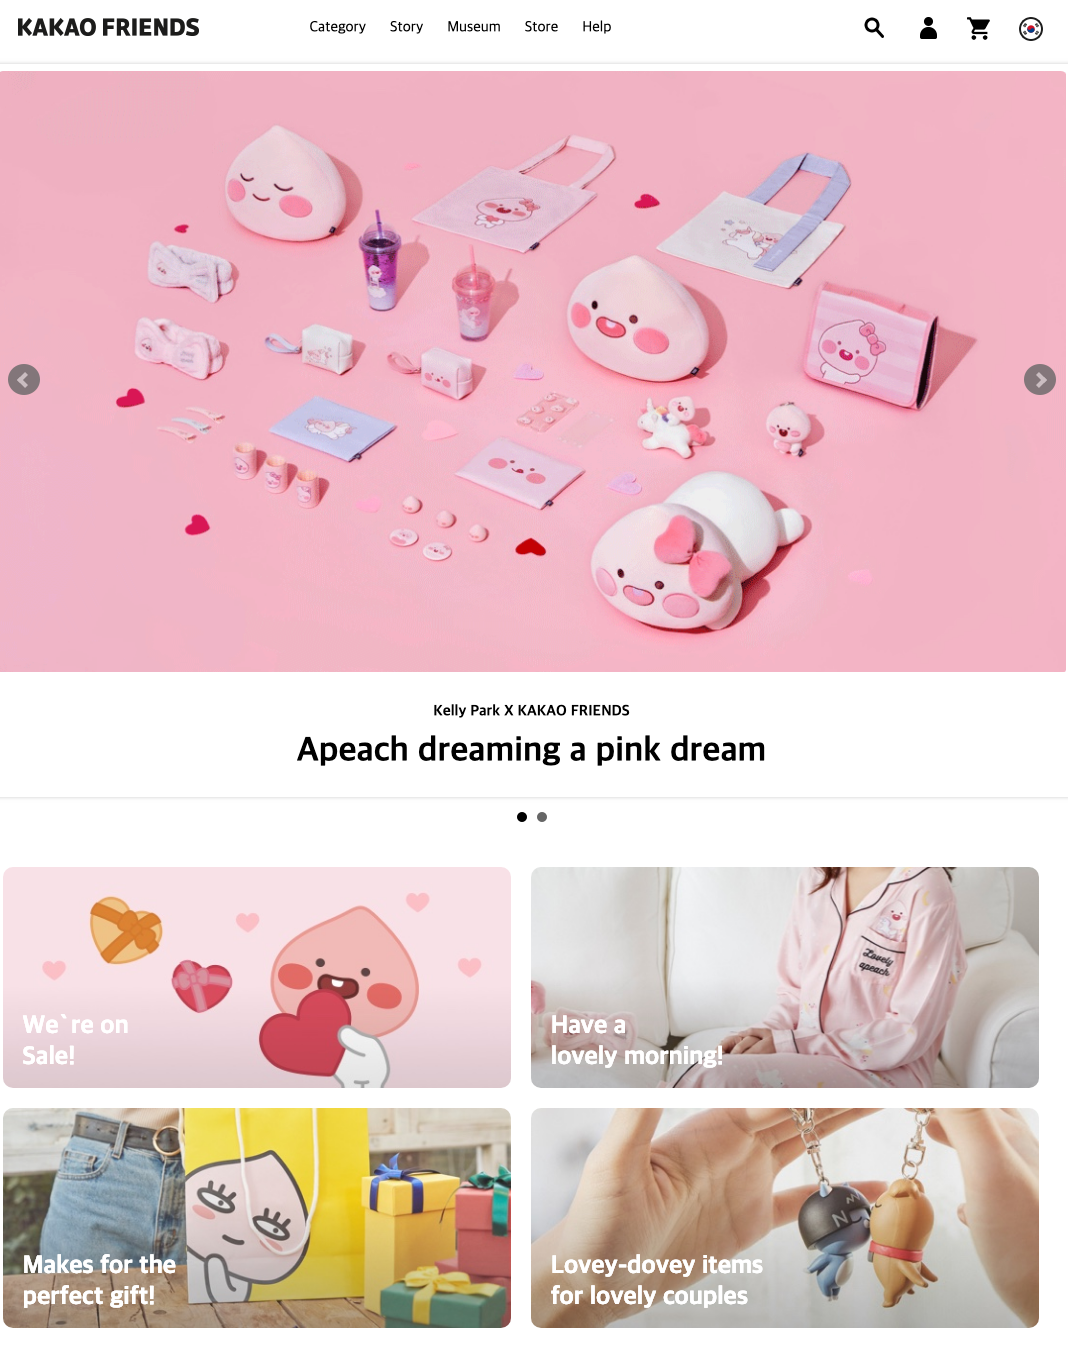 KAKAO FRIENDS
Category Story Museum Store Help
Kelly Park X KAKAO FRIENDS
Apeach dreaming a pink dream
We`re on
Sale!
Lovely
apeach
Have a
lovely morning!
Makes for the
perfect gift!
Lovey-dovey items
for lovely couples